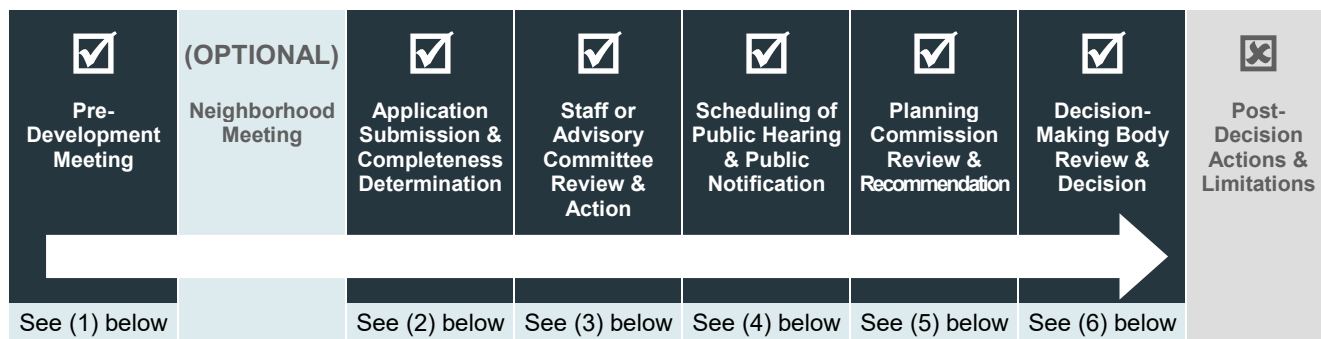 Pre-
Development
Meeting
See (1) below
(OPTIONAL)
Neighborhood
Meeting
Application
Submission &
Completeness
Determination
See (2) below
Staff or
Advisory
Committee
Review &
Action
See (3) below
Scheduling of
Public Hearing
& Public
Notification
See (4) below
Planning
Commission
Review &
Recommendation
See (5) below
Decision-
Making Body
Review &
Decision
See (6) below
Post-
Decision
Actions &
Limitations